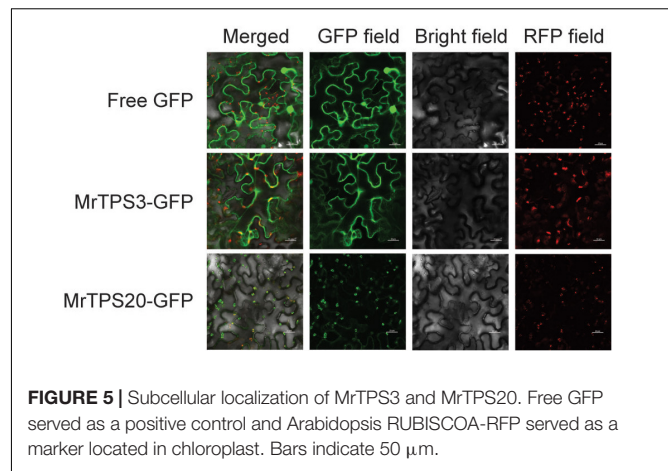 Merged GFP field Bright field RFP field
Free GFP
MrTPS3-GFP
MrTPS20-GFP
FIGURE 5 | Subcellular localization of MrTPS3 and MrTPS20. Free GFP
served as a positive control and Arabidopsis RUBISCOA-RFP served as a
marker located in chloroplast. Bars indicate 50 μm.